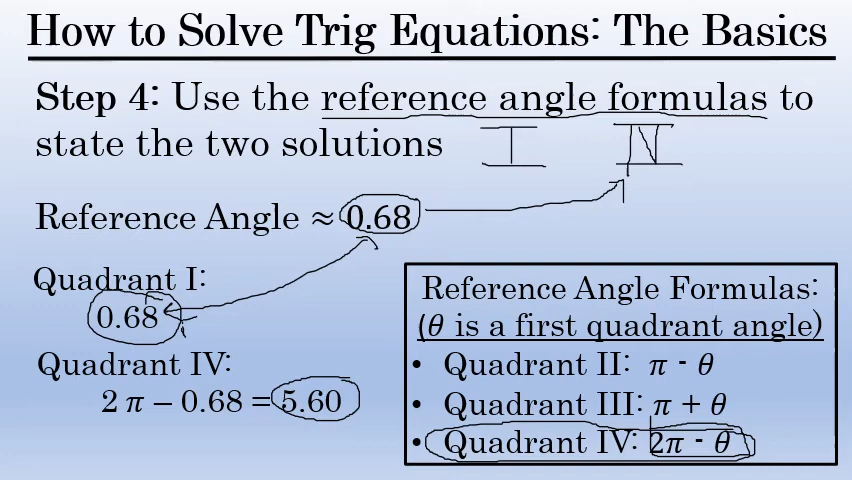 How to Solve Trig Equations: The Basics
Step 4: Use the reference angle formulas to
state the two solutions I IV
Reference Angle ≈ 0.68
Quadrant I:
0.68
Quadrant IV:
2 π – 0.68 = 5.60
Reference Angle Formulas:
(θ is a first quadrant angle)
• Quadrant II: π - θ
• Quadrant III: π + θ
• Quadrant IV: 2π - θ